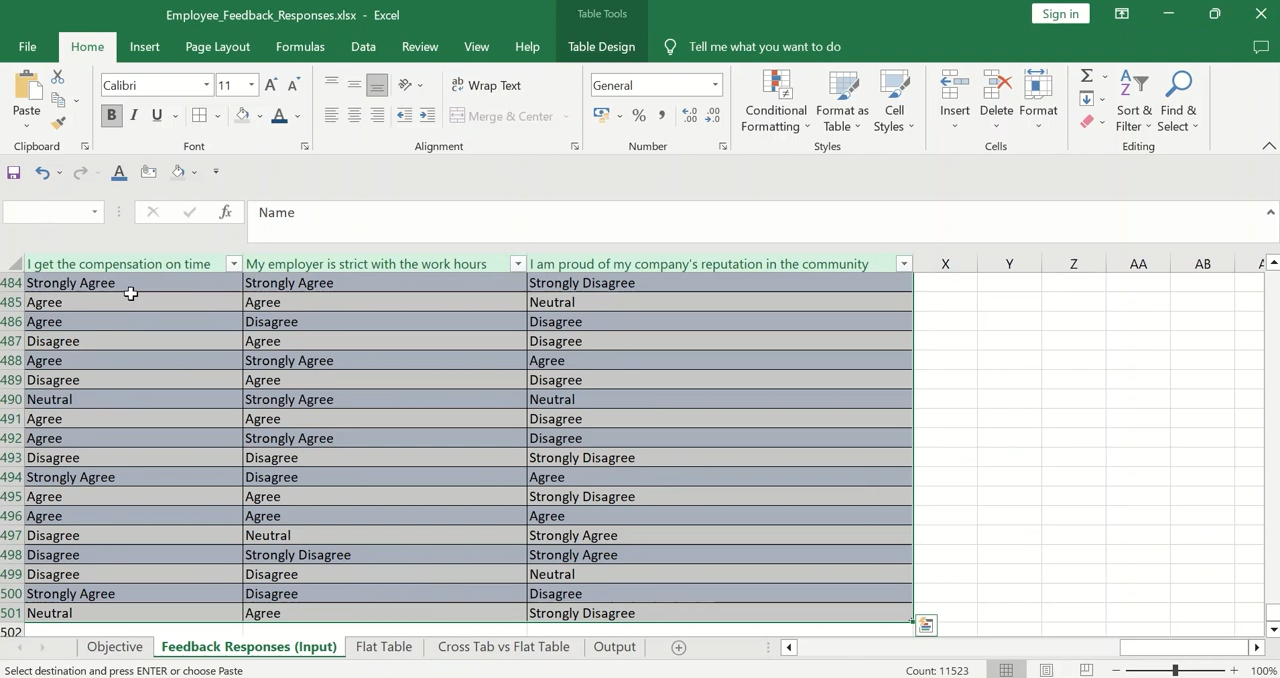 Employee_Feedback_Responses.xlsx - Excel
Table Tools
Sign in
File Home Insert Page Layout Formulas Data Review View Help Table Design Tell me what you want to do
Paste
Calibri 11
B I U A
Wrap Text
Merge & Center
General
% ,
Conditional Formatting
Format as Table
Cell Styles
Insert Delete Format
Sort & Filter
Find & Select
Clipboard Font Alignment Number Styles Cells Editing
fx Name
I get the compensation on time My employer is strict with the work hours I am proud of my company's reputation in the community X Y Z AA AB
484 Strongly Agree Strongly Agree Strongly Disagree
485 Agree Agree Neutral
486 Agree Disagree Disagree
487 Disagree Agree Disagree
488 Agree Strongly Agree Agree
489 Disagree Agree Disagree
490 Neutral Strongly Agree Neutral
491 Agree Agree Disagree
492 Agree Strongly Agree Disagree
493 Disagree Disagree Strongly Disagree
494 Strongly Agree Disagree Agree
495 Agree Agree Strongly Disagree
496 Agree Agree Agree
497 Disagree Neutral Strongly Agree
498 Disagree Strongly Disagree Strongly Agree
499 Disagree Disagree Neutral
500 Strongly Agree Disagree Disagree
501 Neutral Agree Strongly Disagree
502
Objective Feedback Responses (Input) Flat Table Cross Tab vs Flat Table Output
Select destination and press ENTER or choose Paste Count: 11523 100%